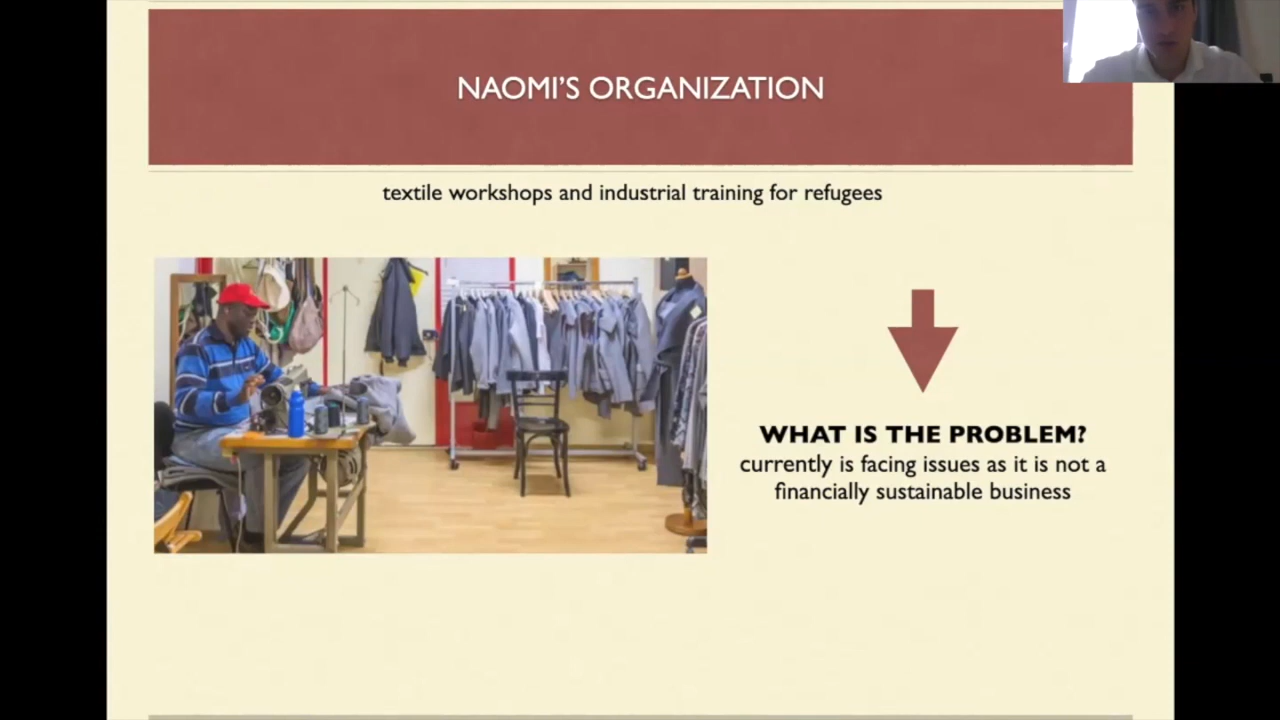 NAOMI'S ORGANIZATION
textile workshops and industrial training for refugees
WHAT IS THE PROBLEM?
currently is facing issues as it is not a
financially sustainable business